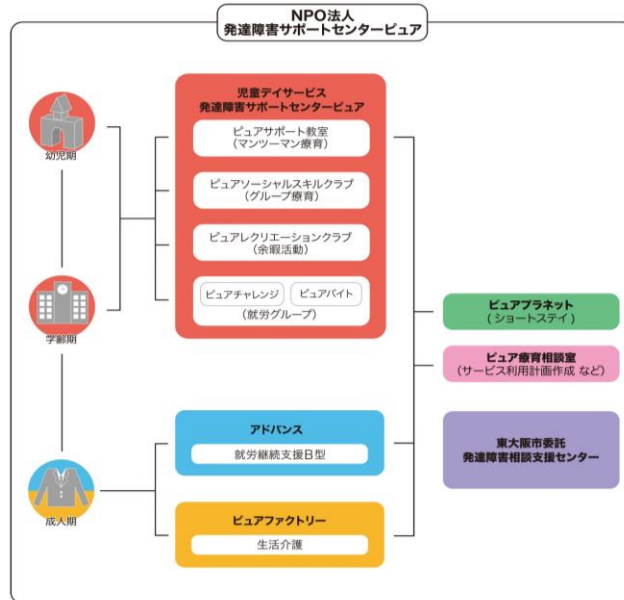 NPO法人
発達障害サポートセンターピュア
幼児期
学齢期
成人期
児童デイサービス
発達障害サポートセンターピュア
ピュアサポート教室
(マンツーマン療育)
ピュアソーシャルスキルクラブ
(グループ療育)
ピュアレクリエーションクラブ
(余暇活動)
ピュアチャレンジ ピュアバイト
(就労グループ)
アドバンス
就労継続支援B型
ピュアファクトリー
生活介護
ピュアプラネット
(ショートステイ)
ピュア療育相談室
(サービス利用計画作成 など)
東大阪市委託
発達障害相談支援センター